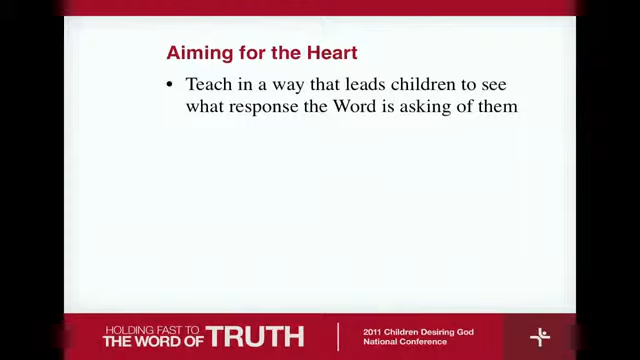 Aiming for the Heart
• Teach in a way that leads children to see
what response the Word is asking of them
HOLDING FAST TO
THE WORD OF TRUTH
2011 Children Desiring God
National Conference